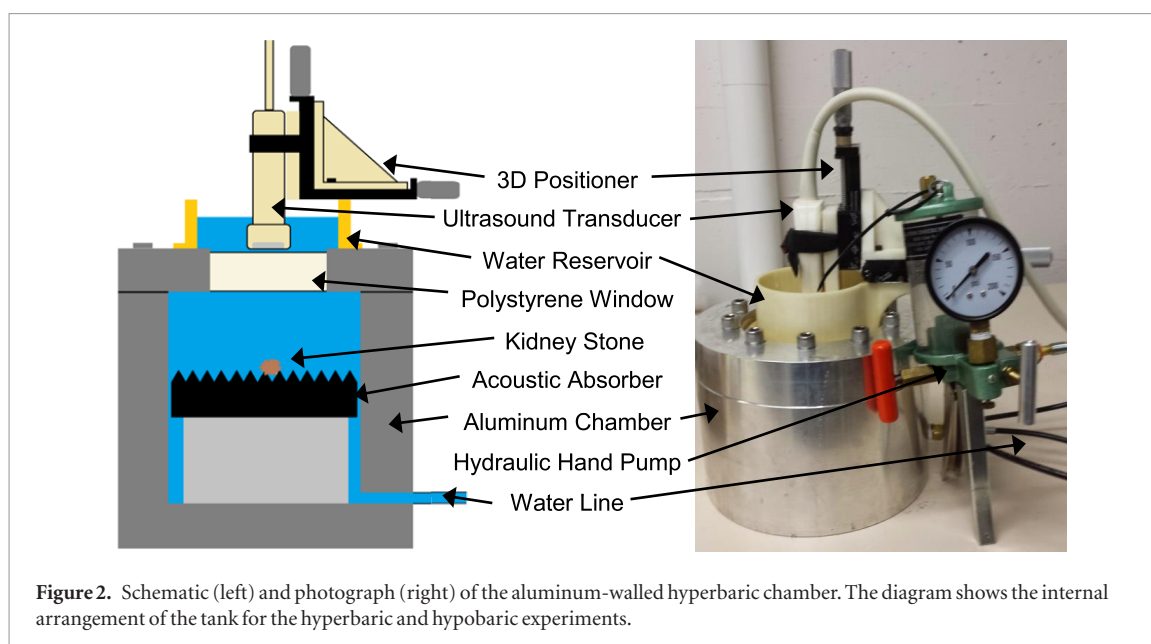 3D Positioner
Ultrasound Transducer
Water Reservoir
Polystyrene Window
Kidney Stone
Acoustic Absorber
Aluminum Chamber
Hydraulic Hand Pump
Water Line
Figure 2. Schematic (left) and photograph (right) of the aluminum-walled hyperbaric chamber. The diagram shows the internal
arrangement of the tank for the hyperbaric and hypobaric experiments.